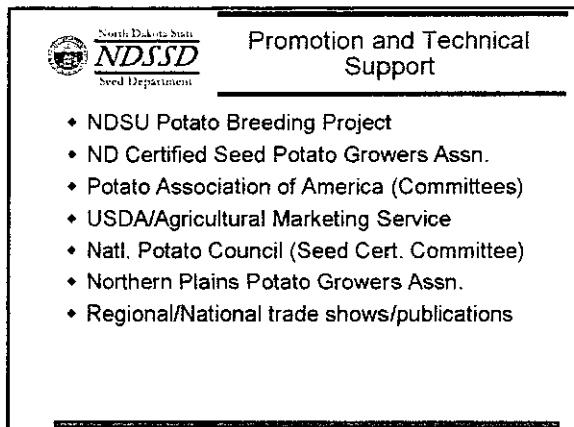 North Dakota State
NDSSD
Seed Department
Promotion and Technical
Support
NDSU Potato Breeding Project
ND Certified Seed Potato Growers Assn.
Potato Association of America (Committees)
USDA/Agricultural Marketing Service
Natl. Potato Council (Seed Cert. Committee)
Northern Plains Potato Growers Assn.
Regional/National trade shows/publications